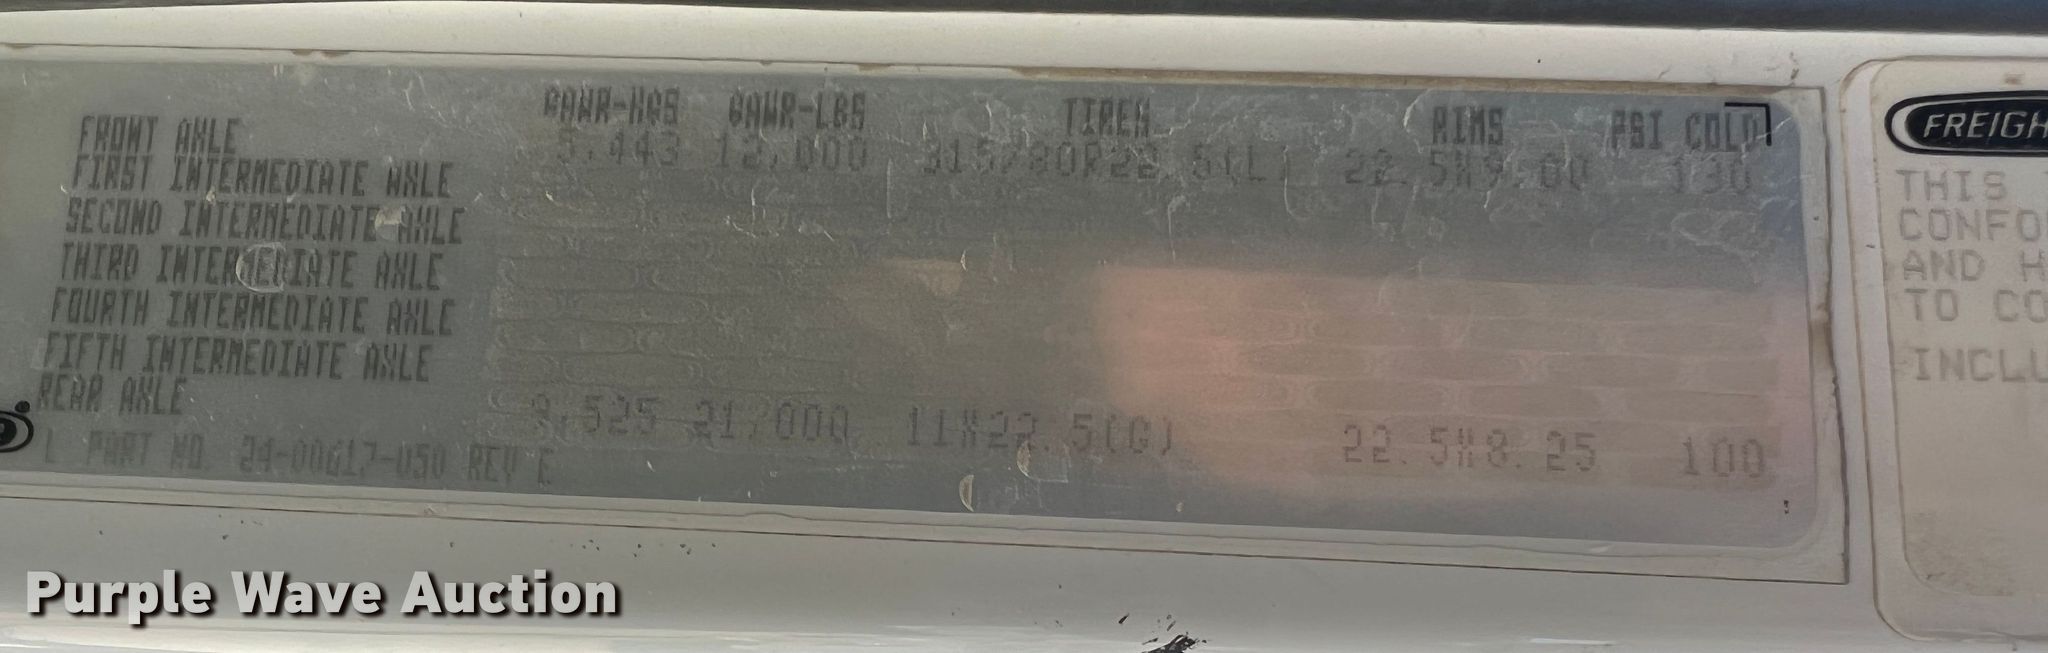 GAWR-KGS GAWR-LBS TIRES RIMS PSI COLD
FRONT AXLE 5,443 12,000 315/80R22.5(L) 22.5X9.00 130
FIRST INTERMEDIATE AXLE
SECOND INTERMEDIATE AXLE
THIRD INTERMEDIATE AXLE
FOURTH INTERMEDIATE AXLE
FIFTH INTERMEDIATE AXLE
REAR AXLE 9,525 21,000 11X22.5(G) 22.5X8.25 100
L PART NO. 24-00617-050 REV E
FREIGH
THIS
CONFO
AND H
TO CO
INCLU
Purple Wave Auction